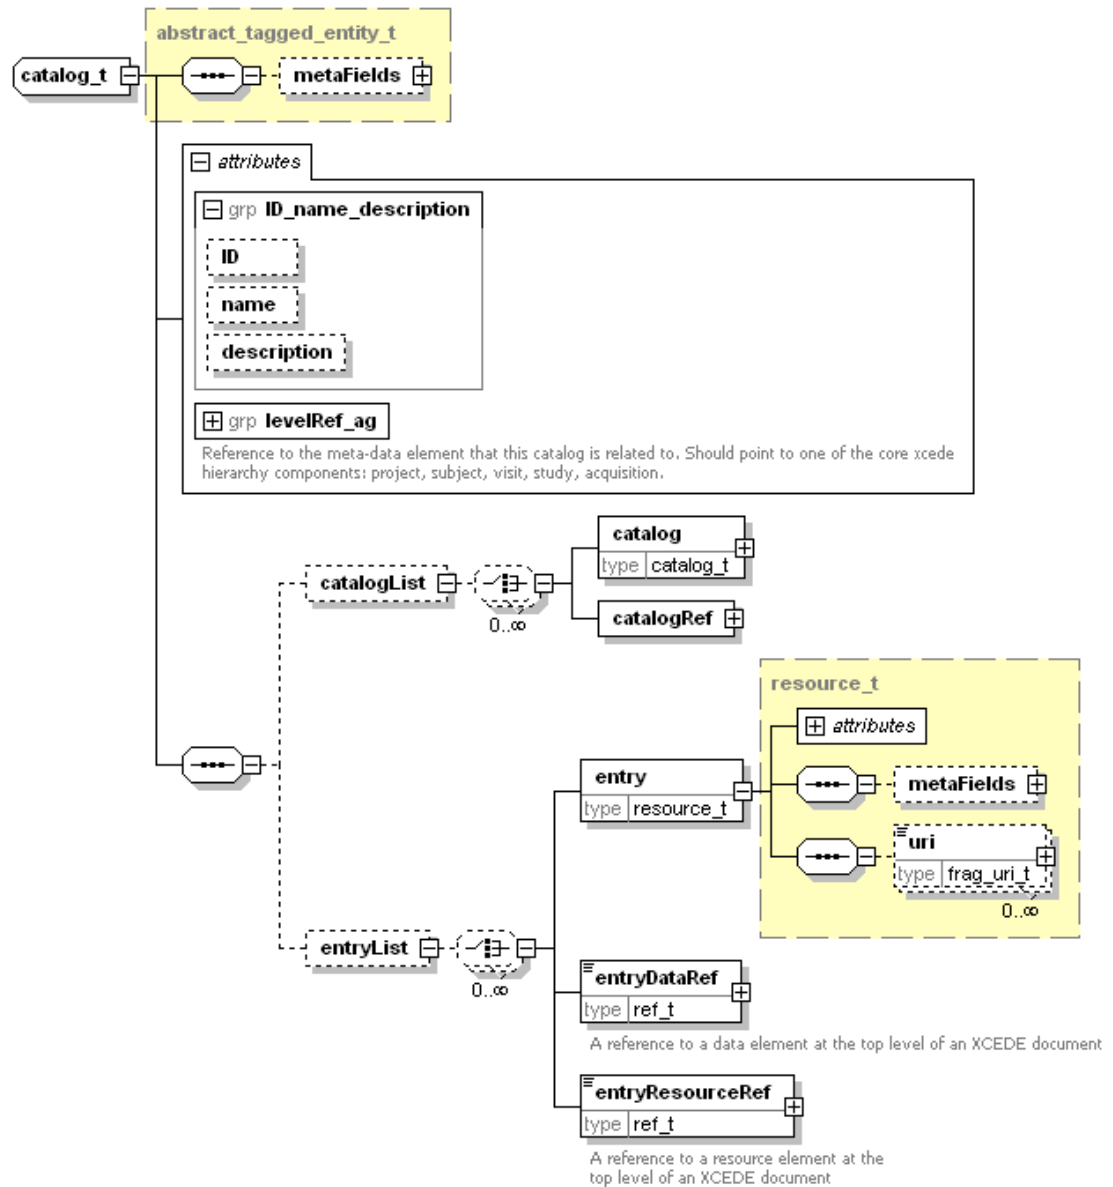 abstract_tagged_entity_t
catalog_t
metaFields
attributes
grp ID_name_description
ID
name
description
grp levelRef_ag
Reference to the meta-data element that this catalog is related to. Should point to one of the core xcede
hierarchy components: project, subject, visit, study, acquisition.
catalog
type catalog_t
catalogList
0..∞
catalogRef
resource_t
attributes
entry
type resource_t
metaFields
uri
type frag_uri_t
0..∞
entryList
0..∞
entryDataRef
type ref_t
A reference to a data element at the top level of an XCEDE document
entryResourceRef
type ref_t
A reference to a resource element at the
top level of an XCEDE document